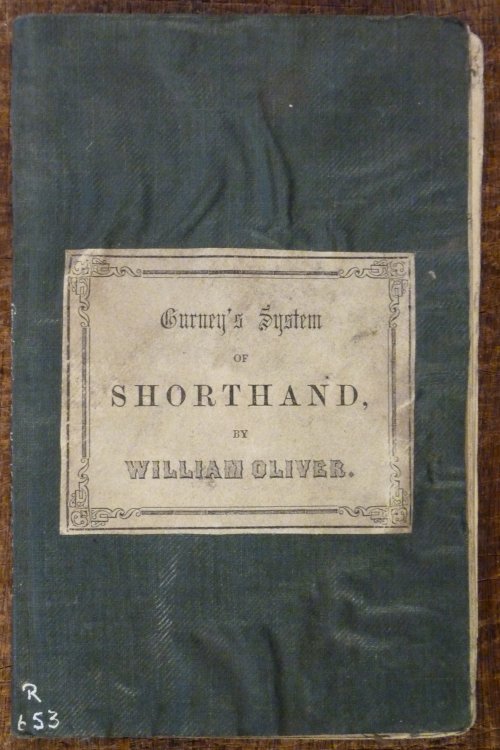 Gurney's System
OF
SHORTHAND,
BY
WILLIAM OLIVER.
R
653